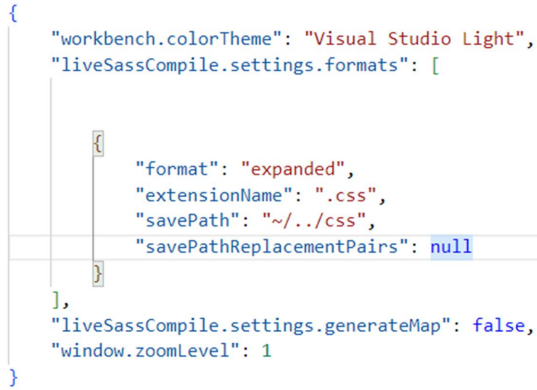 {
"workbench.colorTheme": "Visual Studio Light",
"liveSassCompile.settings.formats": [
{
"format": "expanded",
"extensionName": ".css",
"savePath": "~/../css",
"savePathReplacementPairs": null
}
],
"liveSassCompile.settings.generateMap": false,
"window.zoomLevel": 1
}